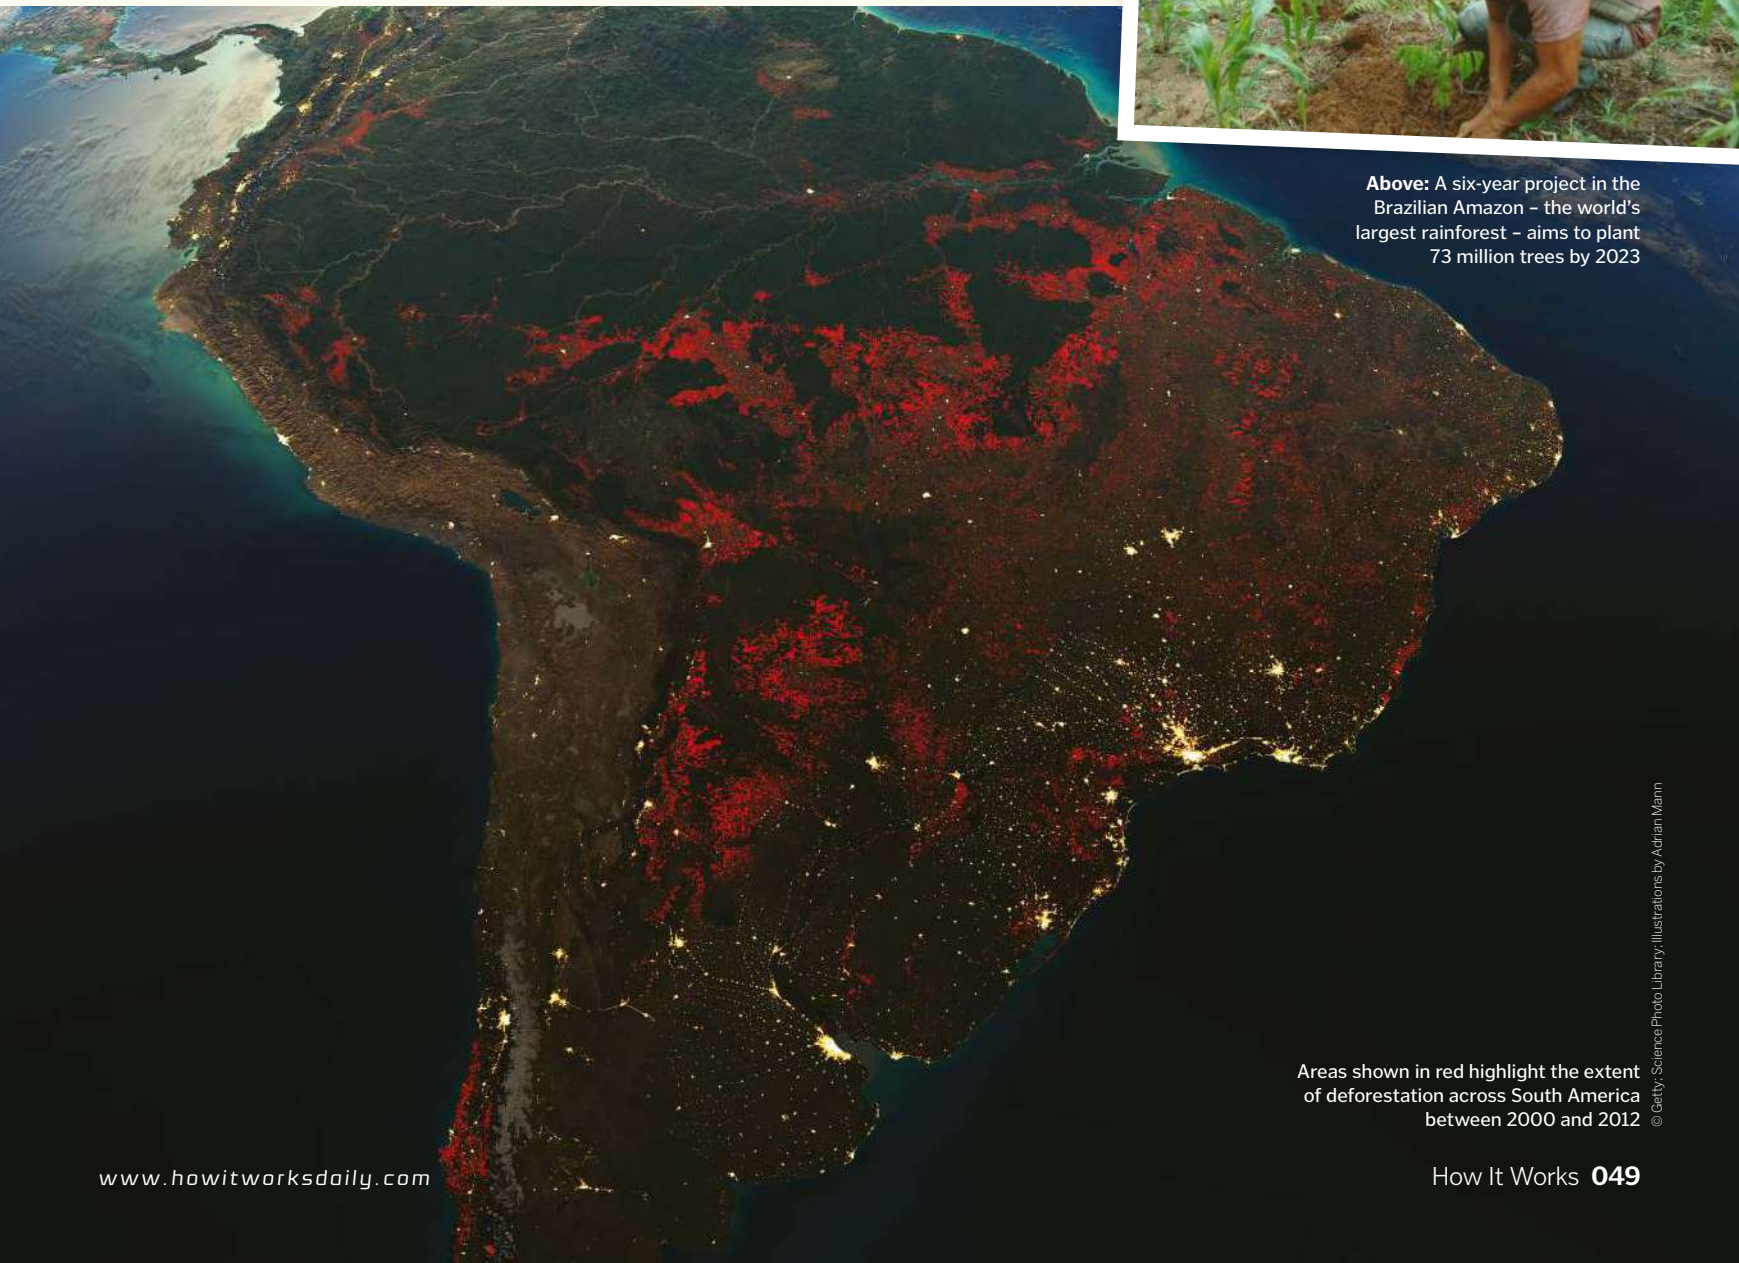 Above: A six-year project in the
Brazilian Amazon – the world's
largest rainforest – aims to plant
73 million trees by 2023
Areas shown in red highlight the extent
of deforestation across South America
between 2000 and 2012
© Getty; Science Photo Library; Illustrations by Adrian Mann
www.howitworksdaily.com
How It Works 049